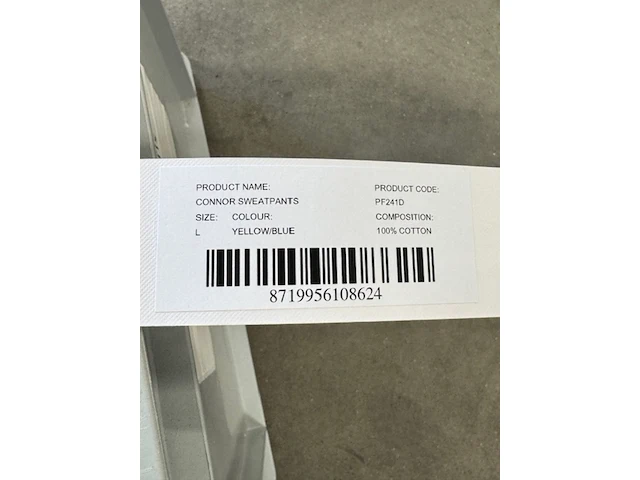 PRODUCT NAME: PRODUCT CODE:
CONNOR SWEATPANTS PF241D
SIZE: COLOUR: COMPOSITION:
L YELLOW/BLUE 100% COTTON
8719956108624